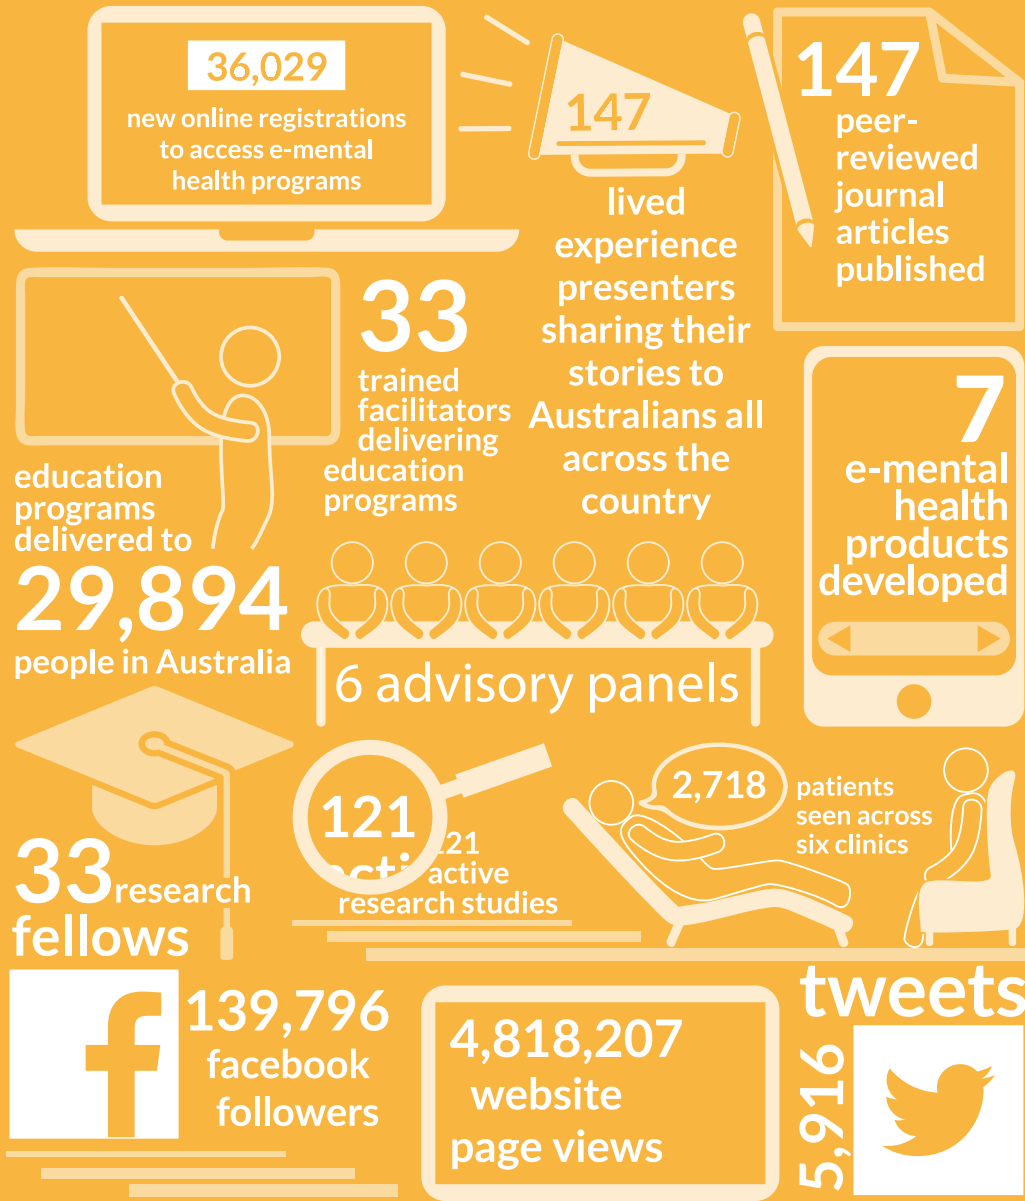 36,029
new online registrations
to access e-mental
health programs
147
lived
experience
presenters
sharing their
stories to
Australians all
across the
country
147
peer-
reviewed
journal
articles
published
33
trained
facilitators
delivering
education
programs
education
programs
delivered to
29,894
people in Australia
7
e-mental
health
products
developed
6 advisory panels
33 research
fellows
121
acti
121
active
research studies
2,718
patients
seen across
six clinics
139,796
facebook
followers
4,818,207
website
page views
tweets
5,916